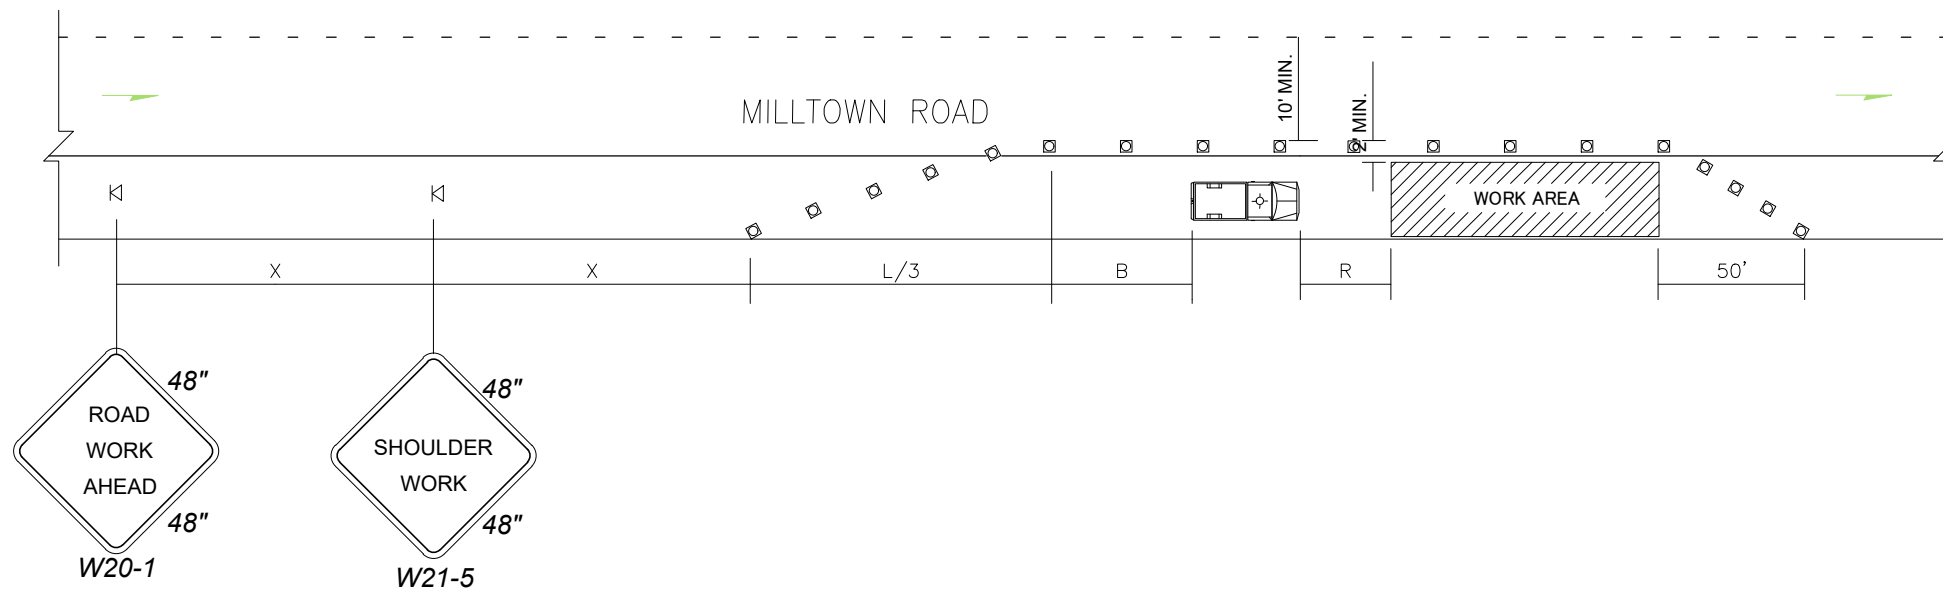 10' MIN.
2' MIN.
MILLTOWN ROAD
WORK AREA
X
X
L/3
B
R
50'
ROAD
WORK
AHEAD
48"
48"
W20-1
SHOULDER
WORK
48"
48"
W21-5